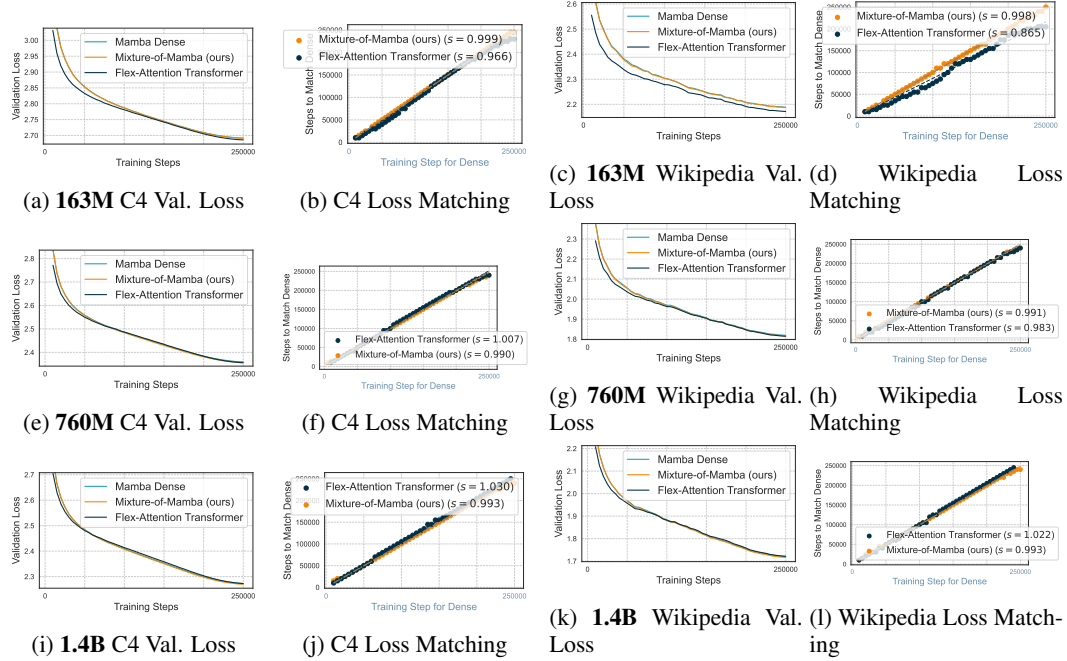 3.00
2.95
2.90
2.85
2.80
2.75
2.70
Validation Loss
Mamba Dense
Mixture-of-Mamba (ours)
Flex-Attention Transformer
0
250000
Training Steps
(a) 163M C4 Val. Loss
250000
100000
50000
0
Steps to Match Dense
Mixture-of-Mamba (ours) (s = 0.999)
Flex-Attention Transformer (s = 0.966)
0
250000
Training Step for Dense
(b) C4 Loss Matching
2.6
2.5
2.4
2.3
2.2
Validation Loss
Mamba Dense
Mixture-of-Mamba (ours)
Flex-Attention Transformer
0
250000
Training Steps
(c) 163M Wikipedia Val.
Loss
250000
200000
150000
100000
50000
0
Steps to Match Dense
Mixture-of-Mamba (ours) (s = 0.998)
Flex-Attention Transformer (s = 0.865)
0
250000
Training Step for Dense
(d) Wikipedia Loss
Matching
2.8
2.7
2.6
2.5
2.4
Validation Loss
Mamba Dense
Mixture-of-Mamba (ours)
Flex-Attention Transformer
0
250000
Training Steps
(e) 760M C4 Val. Loss
250000
200000
150000
100000
50000
0
Steps to Match Dense
Flex-Attention Transformer (s = 1.007)
Mixture-of-Mamba (ours) (s = 0.990)
0
250000
Training Step for Dense
(f) C4 Loss Matching
2.3
2.2
2.1
2.0
1.9
1.8
Validation Loss
Mamba Dense
Mixture-of-Mamba (ours)
Flex-Attention Transformer
0
250000
Training Steps
(g) 760M Wikipedia Val.
Loss
250000
200000
150000
100000
50000
0
Steps to Match Dense
Mixture-of-Mamba (ours) (s = 0.991)
Flex-Attention Transformer (s = 0.983)
0
250000
Training Step for Dense
(h) Wikipedia Loss
Matching
2.7
2.6
2.5
2.4
2.3
Validation Loss
Mamba Dense
Mixture-of-Mamba (ours)
Flex-Attention Transformer
0
250000
Training Steps
(i) 1.4B C4 Val. Loss
250000
150000
100000
50000
0
Steps to Match Dense
Flex-Attention Transformer (s = 1.030)
Mixture-of-Mamba (ours) (s = 0.993)
0
250000
Training Step for Dense
(j) C4 Loss Matching
2.2
2.1
2.0
1.9
1.8
1.7
Validation Loss
Mamba Dense
Mixture-of-Mamba (ours)
Flex-Attention Transformer
0
250000
Training Steps
(k) 1.4B Wikipedia Val.
Loss
250000
200000
150000
100000
50000
0
Steps to Match Dense
Flex-Attention Transformer (s = 1.022)
Mixture-of-Mamba (ours) (s = 0.993)
0
250000
Training Step for Dense
(l) Wikipedia Loss Match-
ing